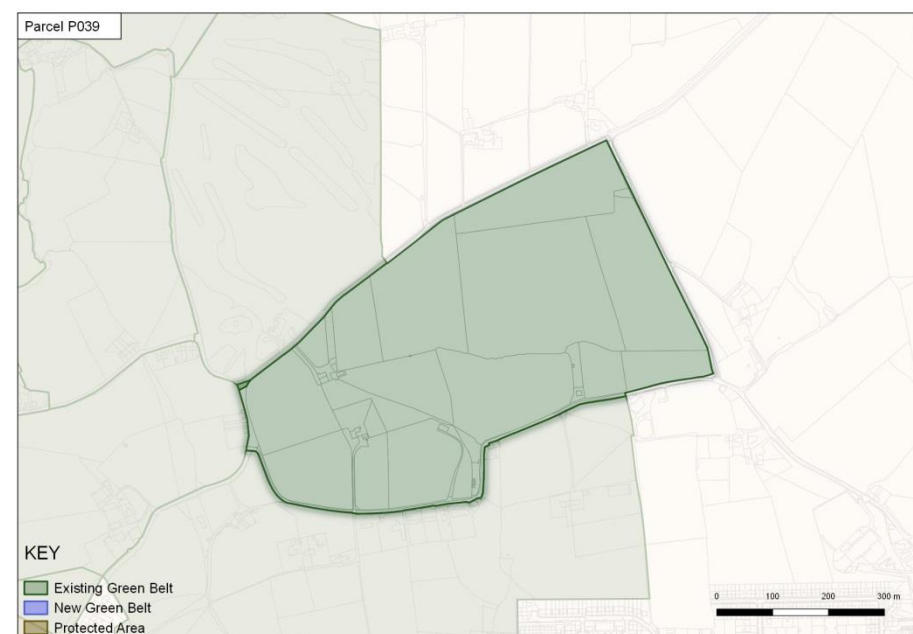 Parcel P039
KEY
Existing Green Belt
New Green Belt
Protected Area
0 100 200 300 m